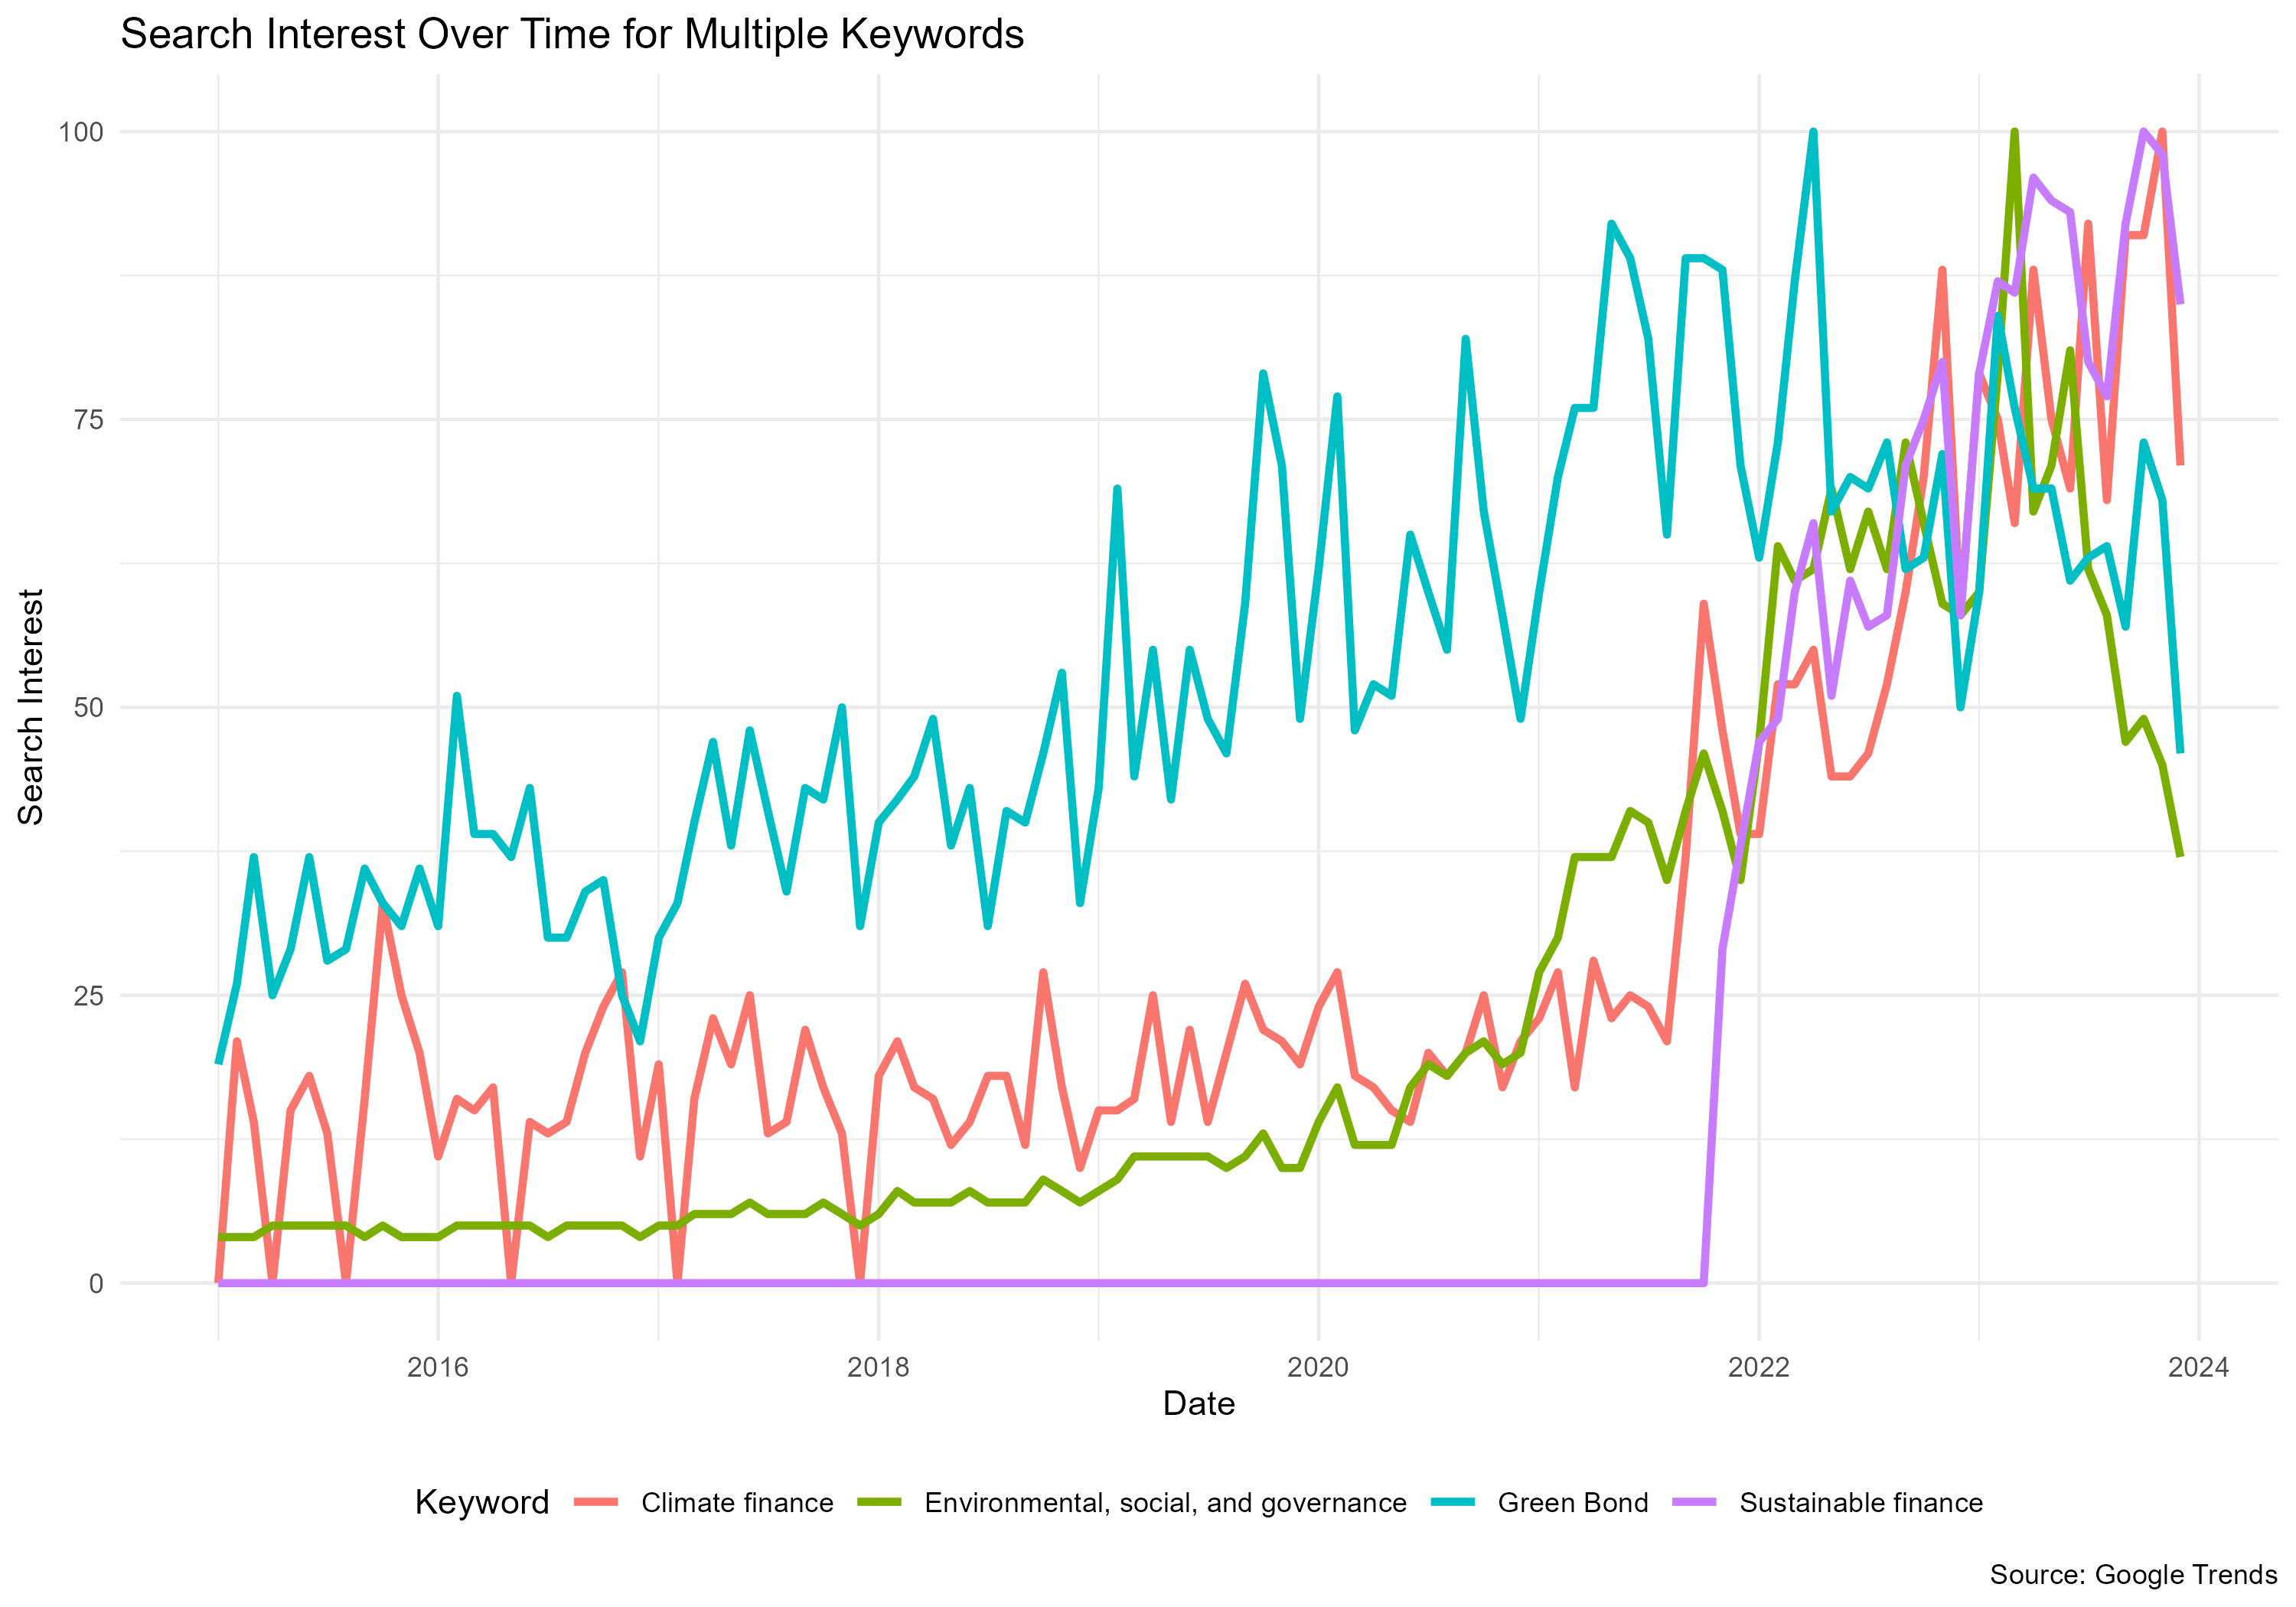 Search Interest Over Time for Multiple Keywords
100
75
50
25
0
Search Interest
2016 2018 2020 2022 2024
Date
Keyword Climate finance Environmental, social, and governance Green Bond Sustainable finance
Source: Google Trends